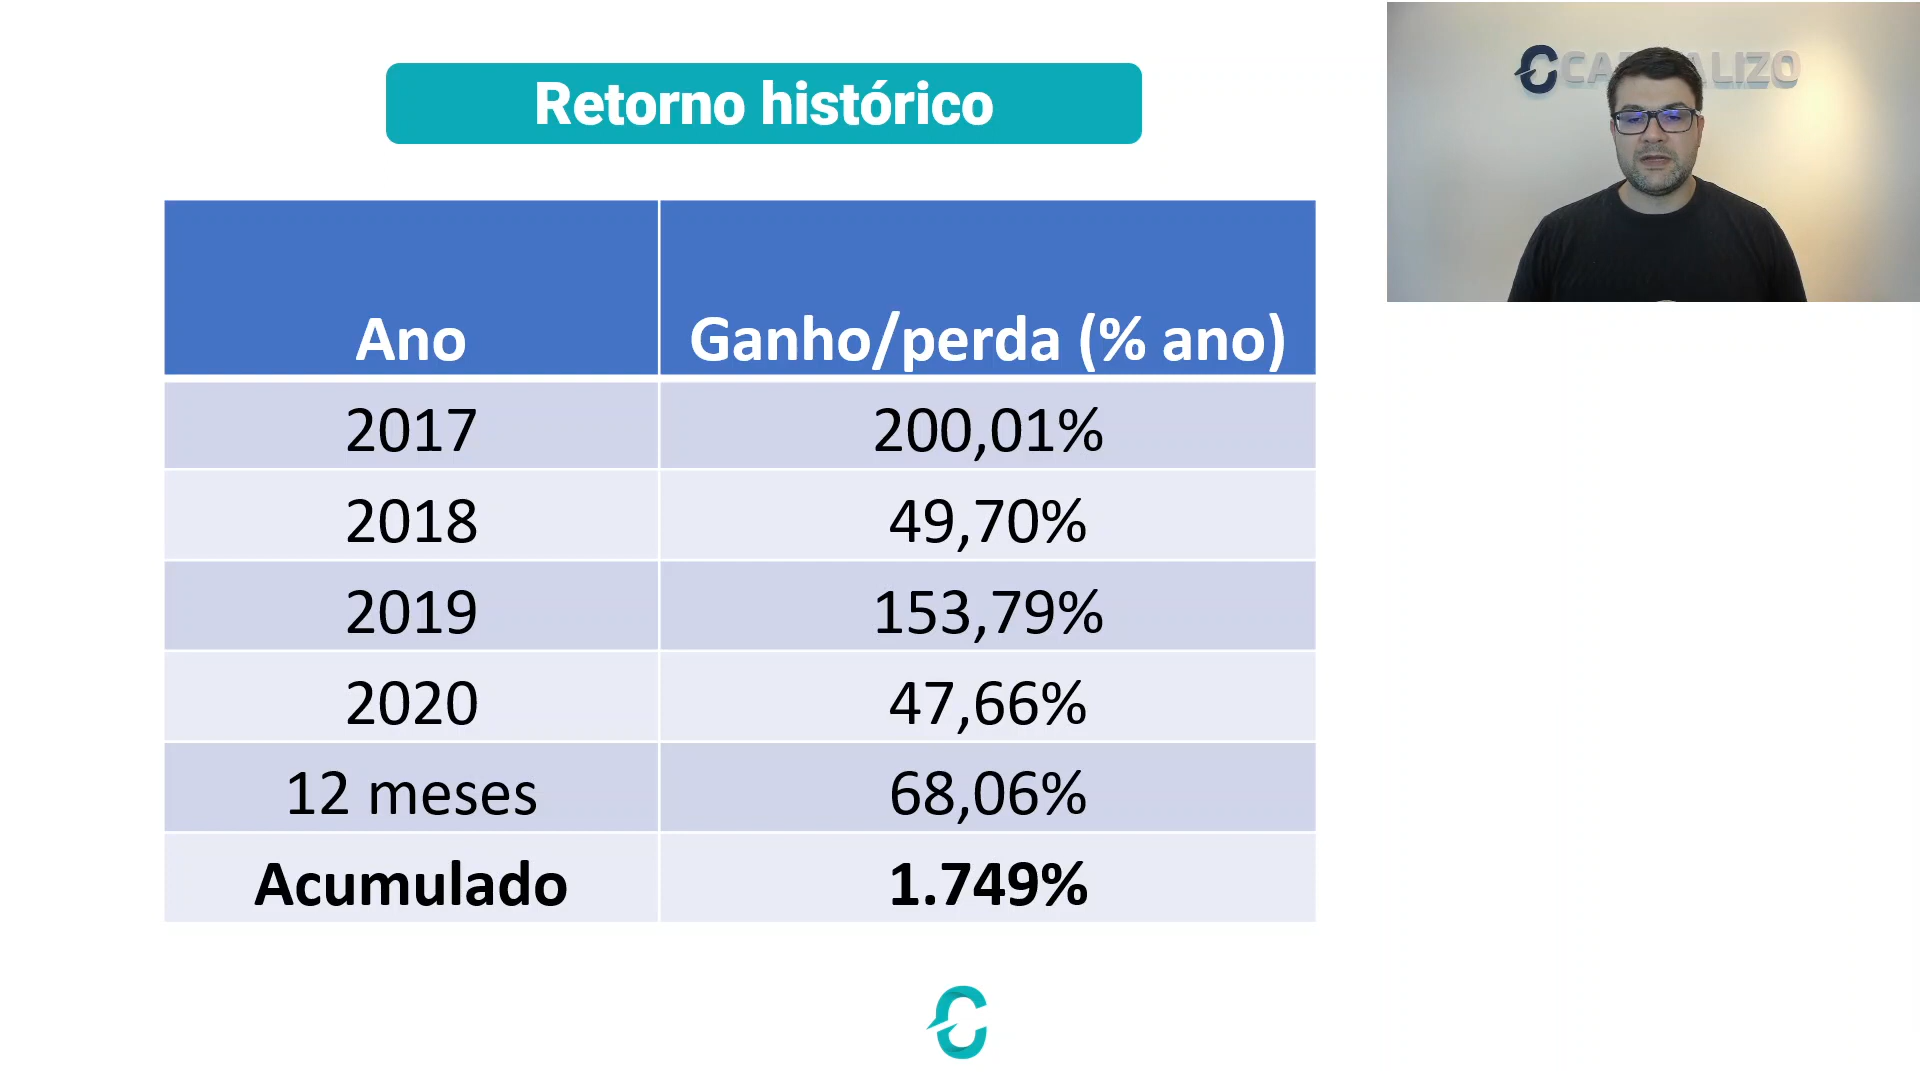 Retorno histórico
CAPITALIZO
Ano
Ganho/perda (% ano)
2017
200,01%
2018
49,70%
2019
153,79%
2020
47,66%
12 meses
68,06%
Acumulado
1.749%